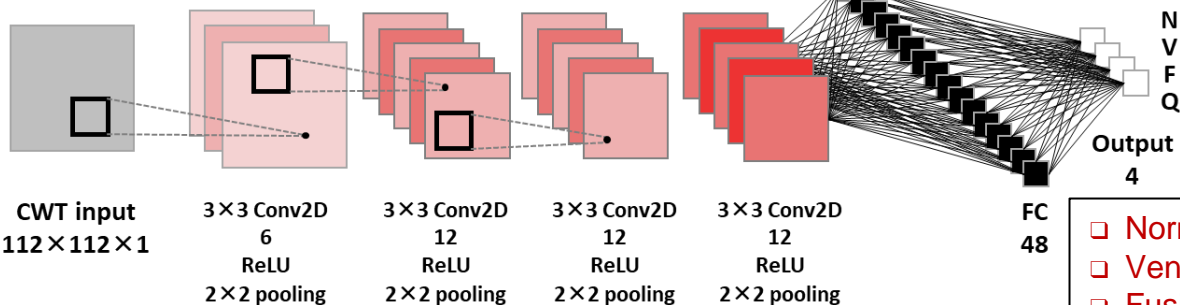 N
V
F
Q
Output
4
CWT input
112×112×1
3×3 Conv2D
6
ReLU
2×2 pooling
3×3 Conv2D
12
ReLU
2×2 pooling
3×3 Conv2D
12
ReLU
2×2 pooling
3×3 Conv2D
12
ReLU
2×2 pooling
FC
48